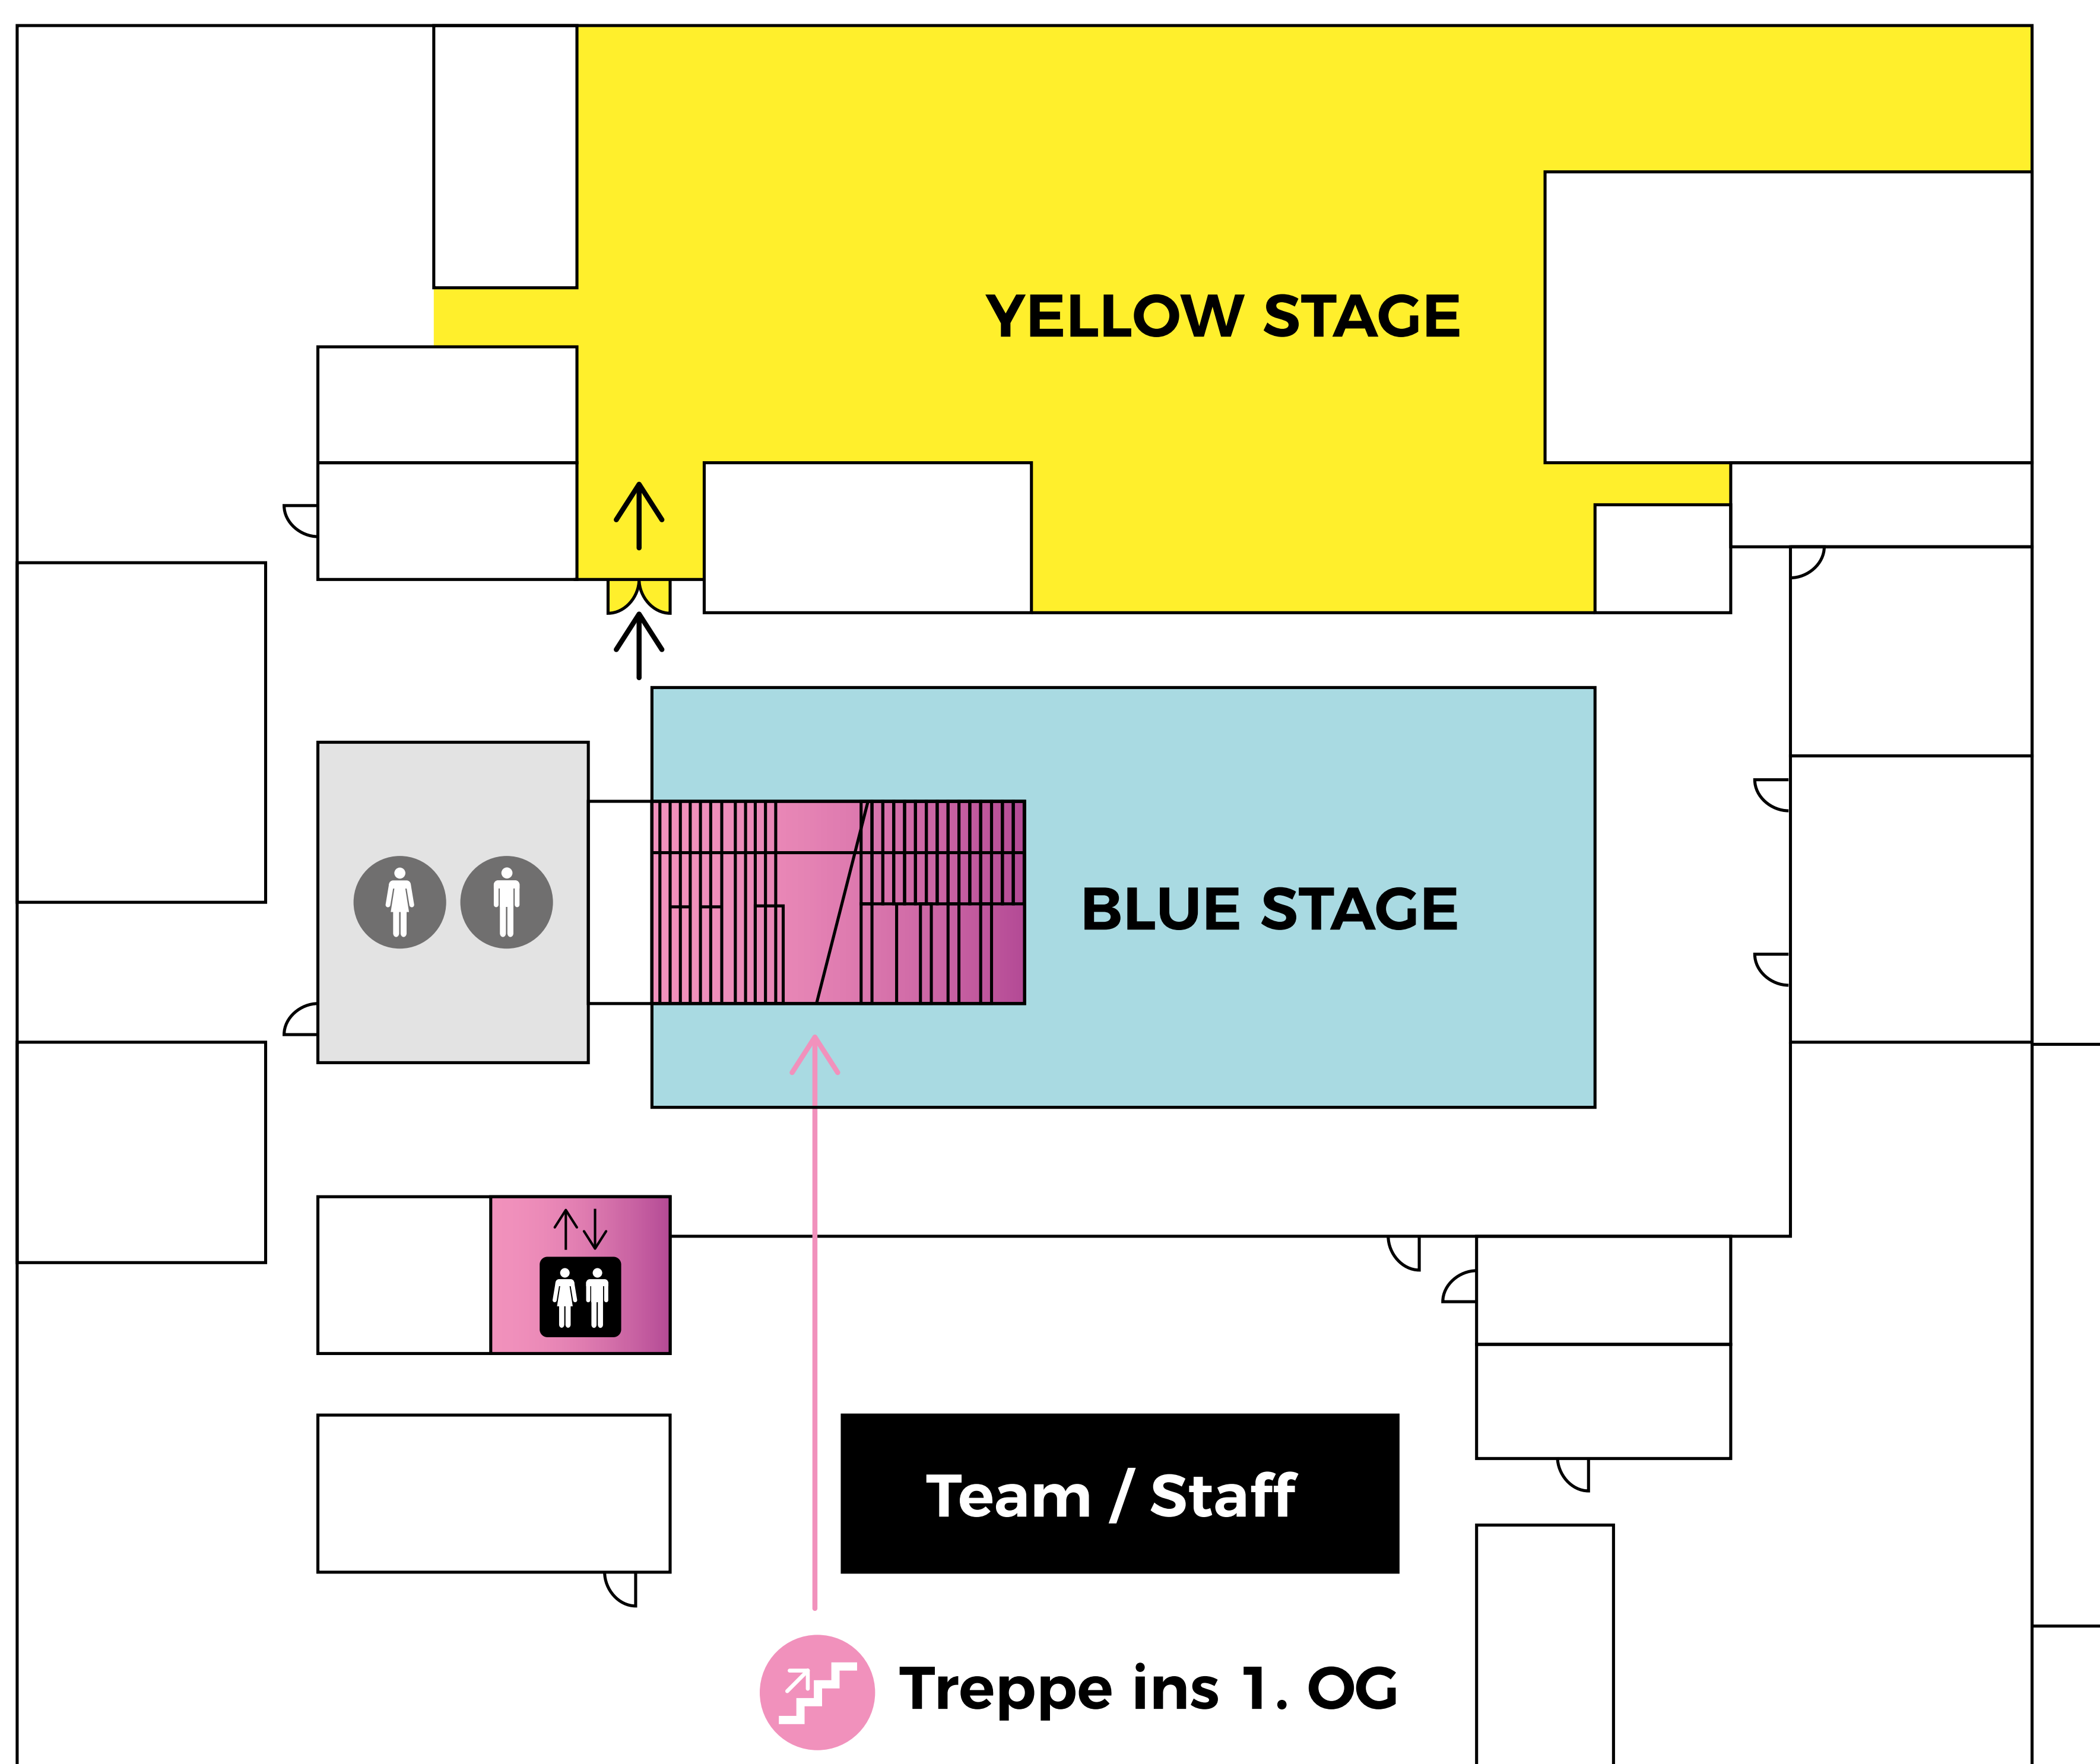 YELLOW STAGE
BLUE STAGE
Team / Staff
Treppe ins 1. OG